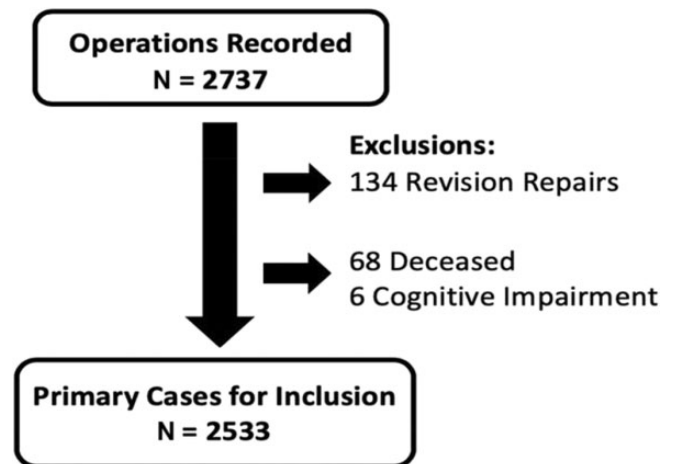 Operations Recorded
N = 2737
Exclusions:
134 Revision Repairs
68 Deceased
6 Cognitive Impairment
Primary Cases for Inclusion
N = 2533